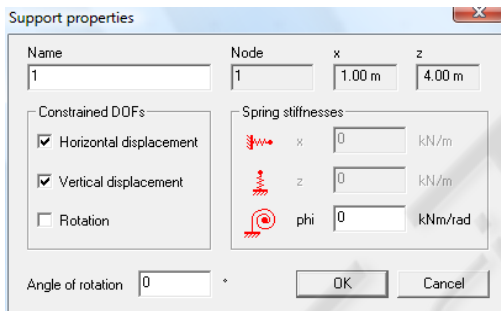 Support properties
Name Node x z
1 1 1.00 m 4.00 m
Constrained DOFs Spring stiffnesses
Horizontal displacement x 0 kN/m
Vertical displacement z 0 kN/m
Rotation phi 0 kNm/rad
Angle of rotation 0 ° OK Cancel